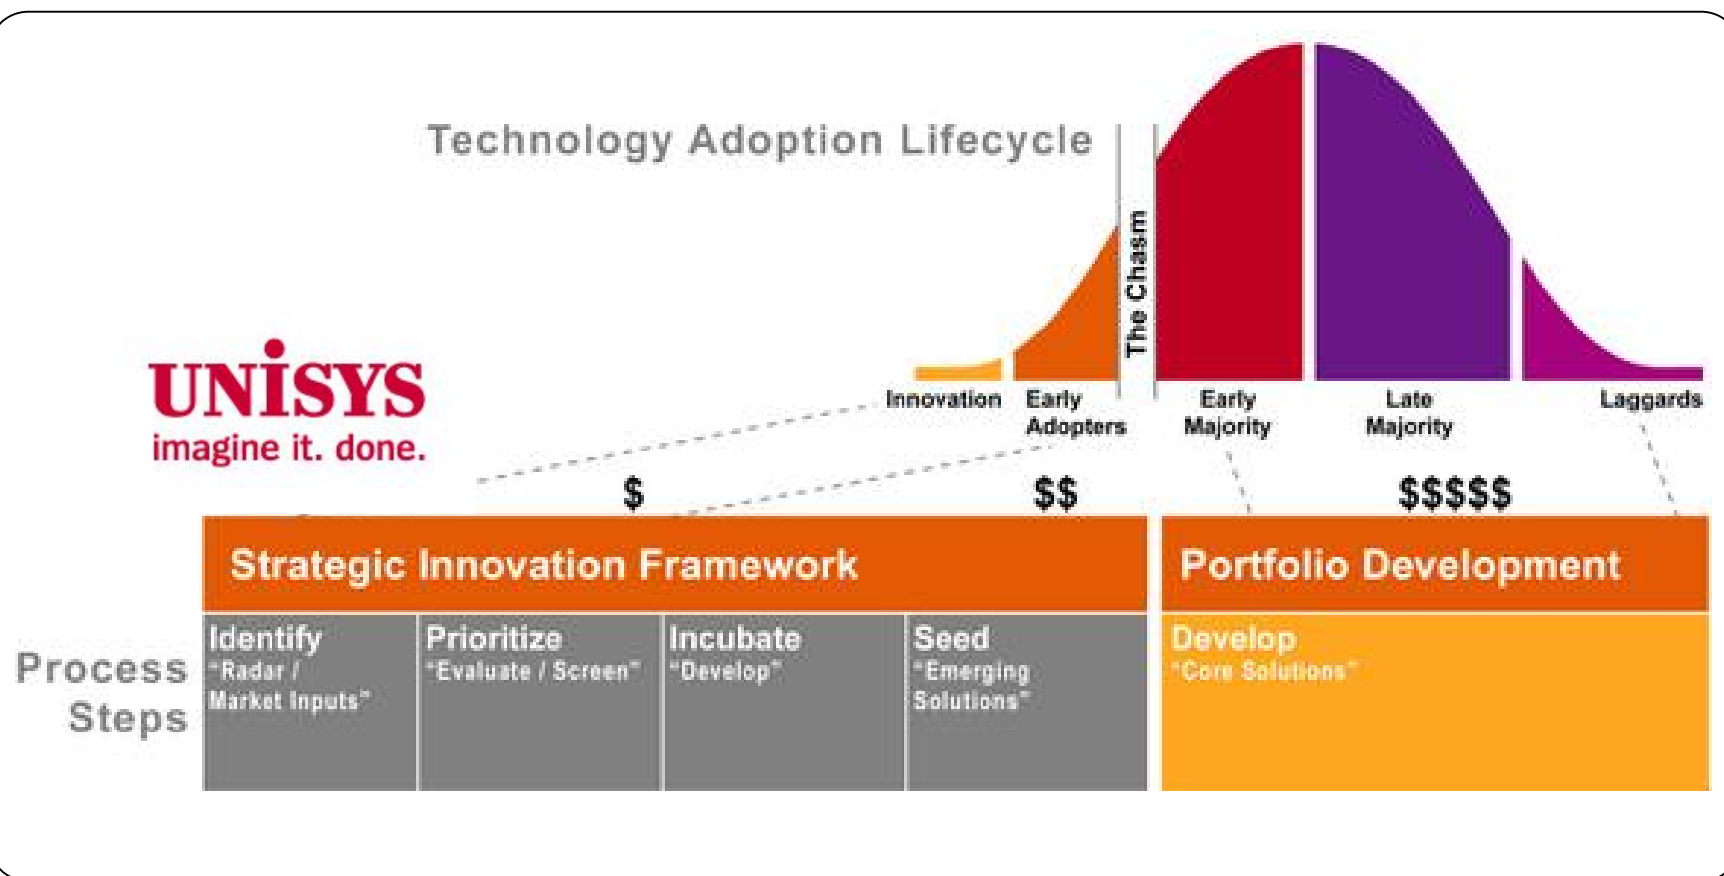 Technology Adoption Lifecycle
The Chasm
UNiSYS
imagine it. done.
Innovation
Early
Adopters
Early
Majority
Late
Majority
Laggards
$
$$
$$$$$
Strategic Innovation Framework
Portfolio Development
Process
Steps
Identify
"Radar /
Market Inputs"
Prioritize
"Evaluate / Screen"
Incubate
"Develop"
Seed
"Emerging
Solutions"
Develop
"Core Solutions"